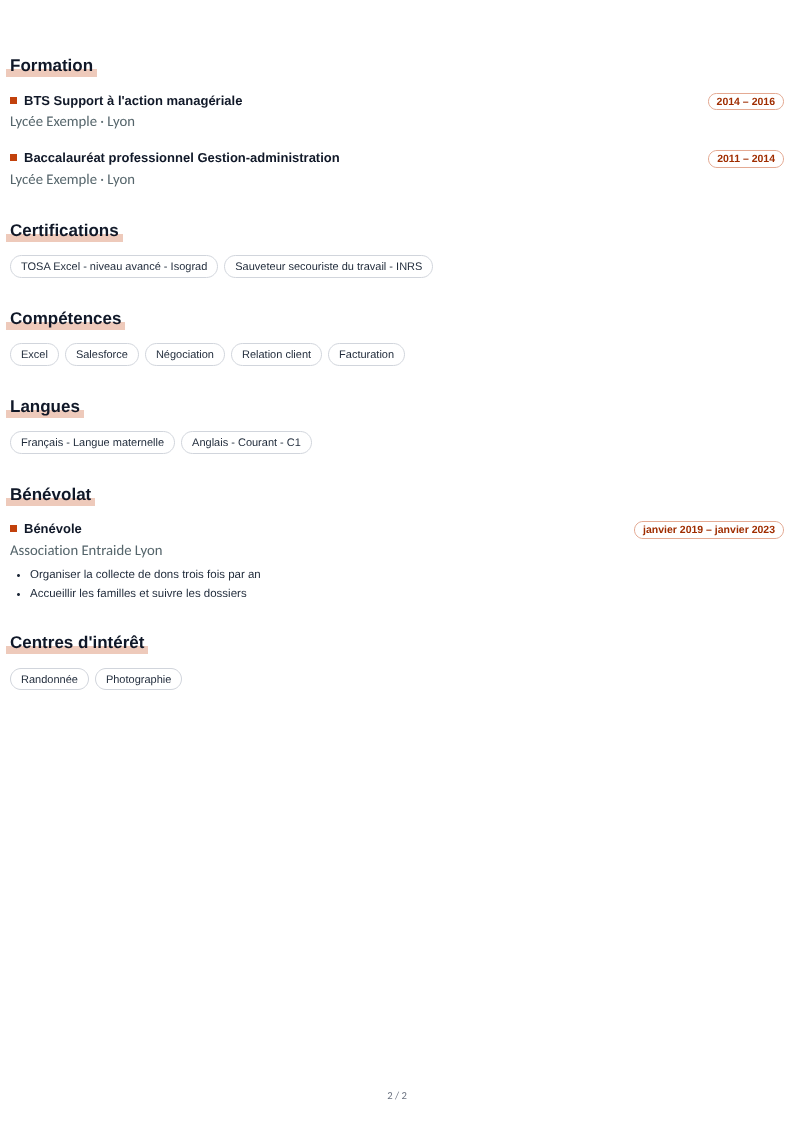 Formation
BTS Support à l'action managériale 2014 – 2016
Lycée Exemple · Lyon
Baccalauréat professionnel Gestion-administration 2011 – 2014
Lycée Exemple · Lyon
Certifications
TOSA Excel - niveau avancé - Isograd Sauveteur secouriste du travail - INRS
Compétences
Excel Salesforce Négociation Relation client Facturation
Langues
Français - Langue maternelle Anglais - Courant - C1
Bénévolat
Bénévole janvier 2019 – janvier 2023
Association Entraide Lyon
• Organiser la collecte de dons trois fois par an
• Accueillir les familles et suivre les dossiers
Centres d'intérêt
Randonnée Photographie
2 / 2